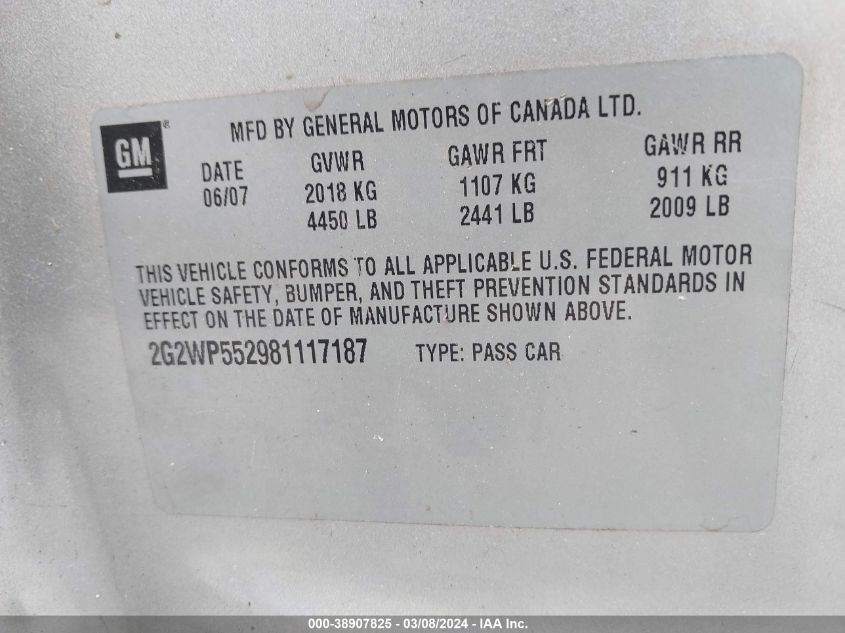 MFD BY GENERAL MOTORS OF CANADA LTD.
GM®
DATE GVWR GAWR FRT GAWR RR
06/07 2018 KG 1107 KG 911 KG
4450 LB 2441 LB 2009 LB
THIS VEHICLE CONFORMS TO ALL APPLICABLE U.S. FEDERAL MOTOR
VEHICLE SAFETY, BUMPER, AND THEFT PREVENTION STANDARDS IN
EFFECT ON THE DATE OF MANUFACTURE SHOWN ABOVE.
2G2WP552981117187 TYPE: PASS CAR
000-38907825 - 03/08/2024 - IAA Inc.